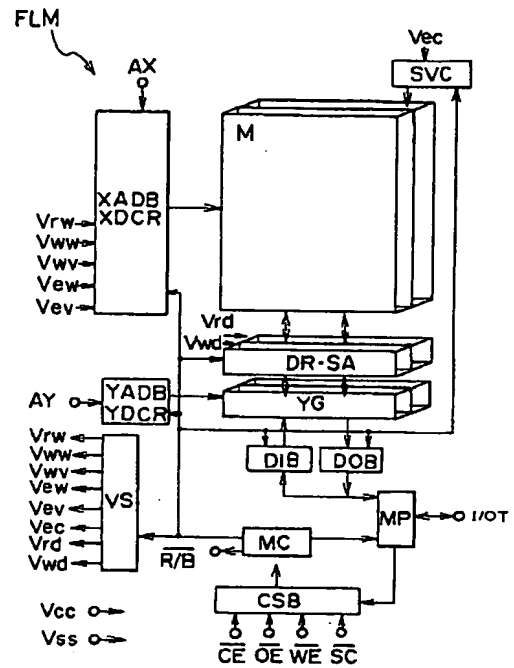 FLM
Vec
AX
SVC
M
XADB
XDCR
Vrw
Vww
Vwv
Vew
Vev
Vrd
Vwd
DR·SA
YADB
YDCR
AY
YG
Vrw
Vww
Vwv
Vew
Vev
Vec
Vrd
Vwd
VS
DIB
DOB
MP
I/OT
R/B
MC
CSB
Vcc
Vss
CE OE WE SC